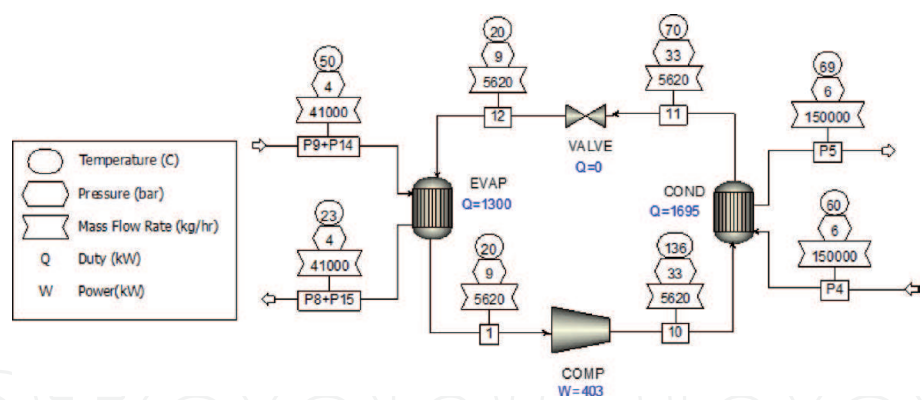 Temperature (C)
Pressure (bar)
Mass Flow Rate (kg/hr)
Q Duty (kW)
W Power(kW)
50
4
41000
P9+P14
23
4
41000
P8+P15
20
9
5620
12
EVAP
Q=1300
20
9
5620
1
VALVE
Q=0
COMP
W=403
70
33
5620
11
COND
Q=1695
136
33
5620
10
69
6
150000
P5
60
6
150000
P4